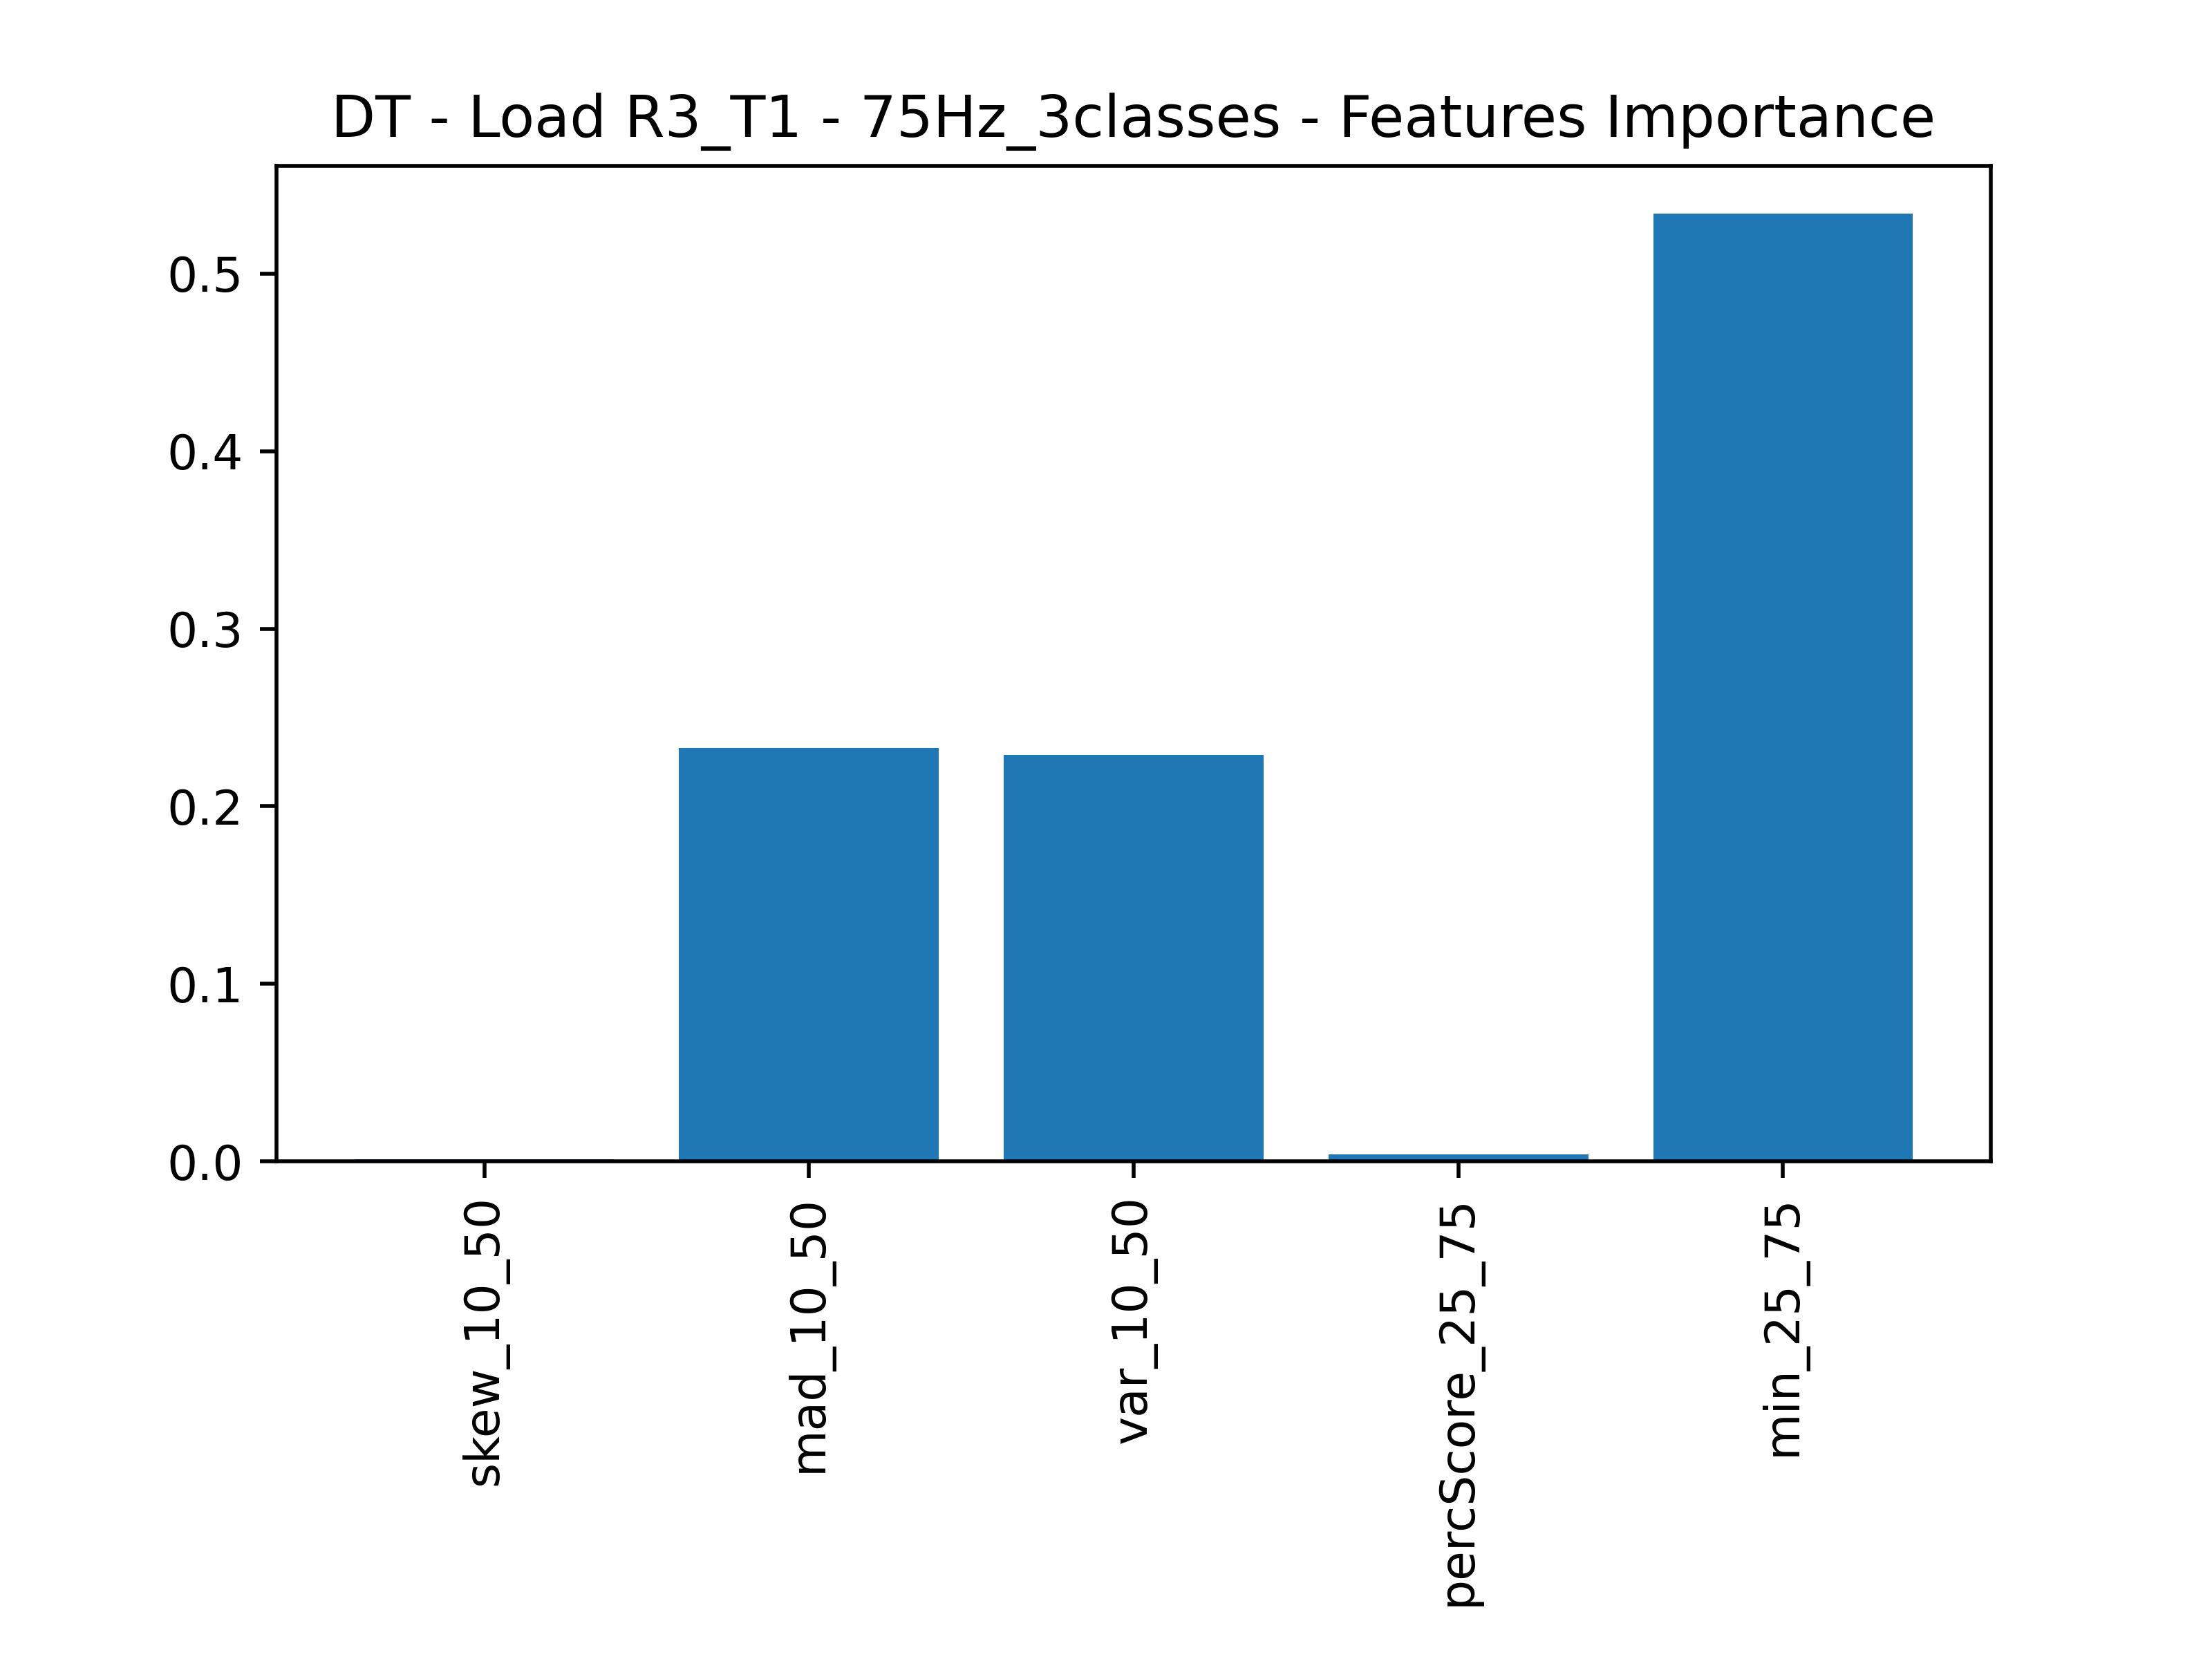 DT - Load R3_T1 - 75Hz_3classes - Features Importance
0.5
0.4
0.3
0.2
0.1
0.0
skew_10_50
mad_10_50
var_10_50
percScore_25_75
min_25_75